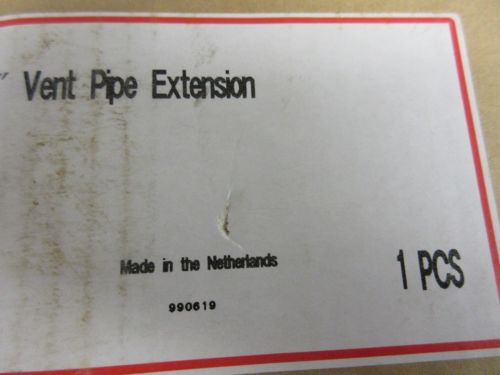 " Vent Pipe Extension
Made in the Netherlands
1 PCS
990619